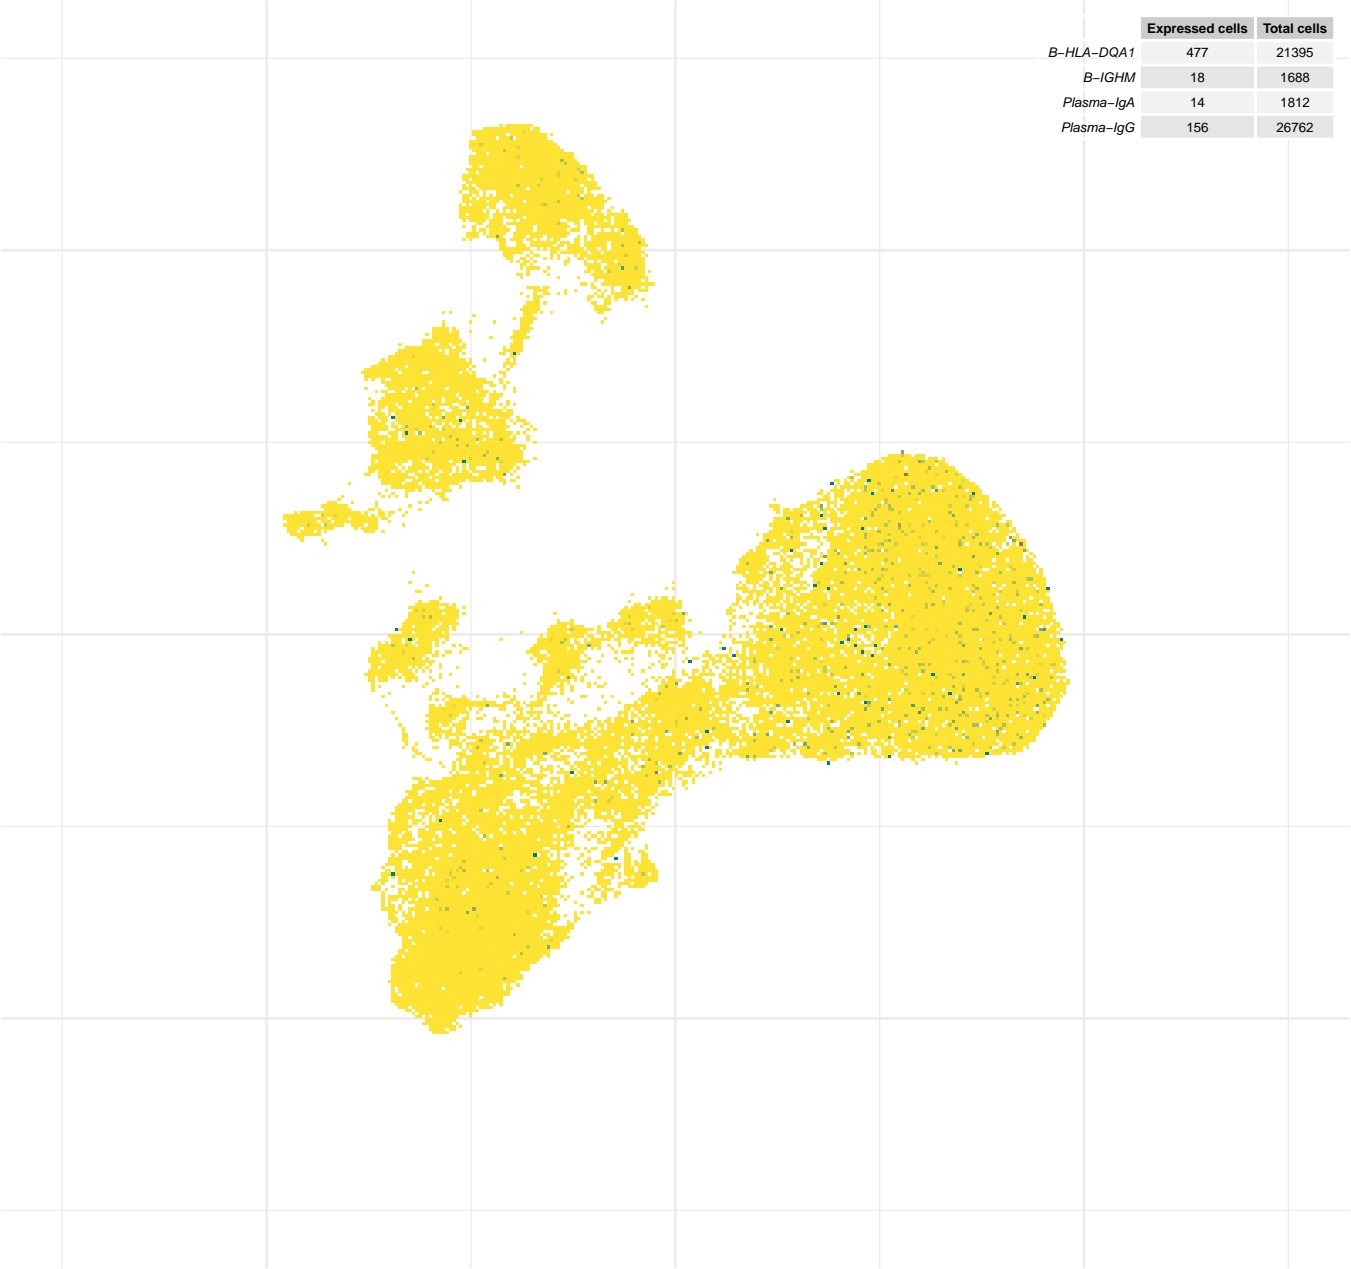 Expressed cells Total cells
B−HLA−DQA1 477 21395
B−IGHM 18 1688
Plasma−IgA 14 1812
Plasma−IgG 156 26762